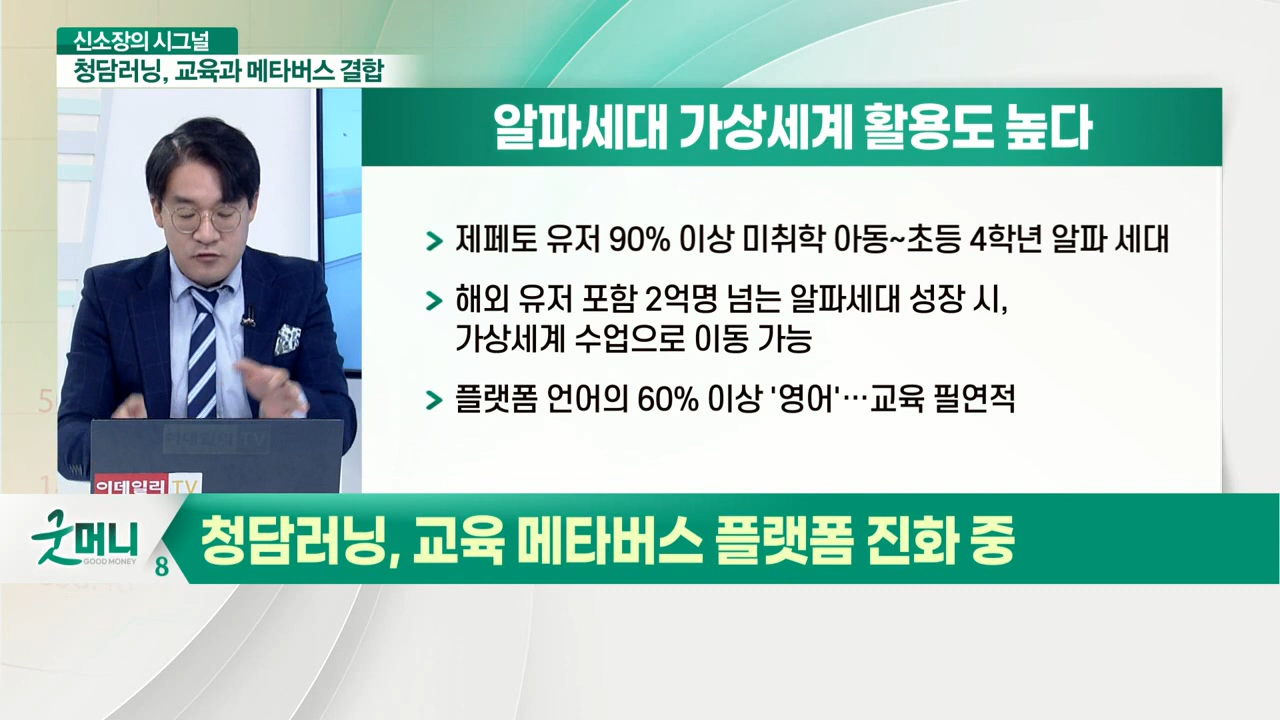 신소장의 시그널
청담러닝, 교육과 메타버스 결합
알파세대 가상세계 활용도 높다
제페토 유저 90% 이상 미취학 아동~초등 4학년 알파 세대
해외 유저 포함 2억명 넘는 알파세대 성장 시,
가상세계 수업으로 이동 가능
플랫폼 언어의 60% 이상 '영어'…교육 필연적
이데일리 TV
이데일리 TV
굿머니
GOOD MONEY
8
청담러닝, 교육 메타버스 플랫폼 진화 중